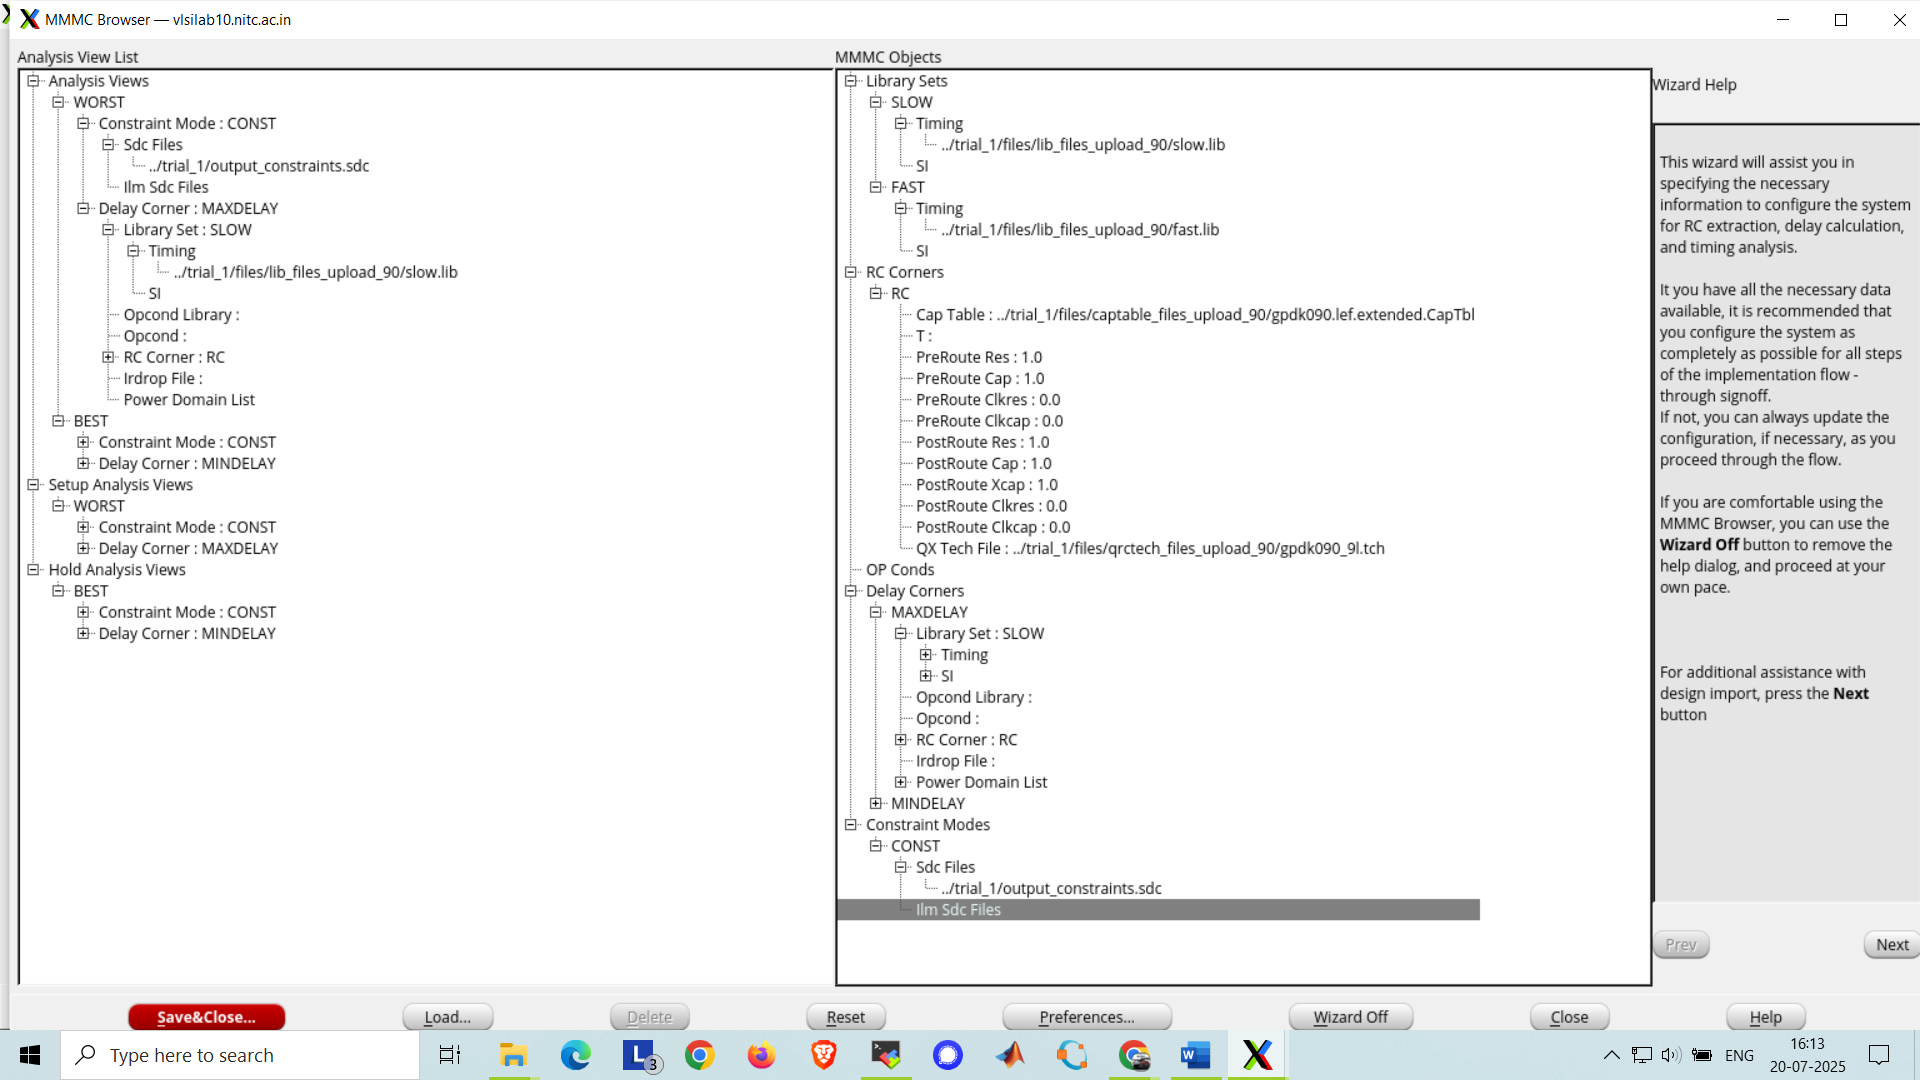 MMMC Browser — vlsilab10.nitc.ac.in
Analysis View List
Analysis Views
WORST
Constraint Mode : CONST
Sdc Files
../trial_1/output_constraints.sdc
Ilm Sdc Files
Delay Corner : MAXDELAY
Library Set : SLOW
Timing
../trial_1/files/lib_files_upload_90/slow.lib
SI
Opcond Library :
Opcond :
RC Corner : RC
Irdrop File :
Power Domain List
BEST
Constraint Mode : CONST
Delay Corner : MINDELAY
Setup Analysis Views
WORST
Constraint Mode : CONST
Delay Corner : MAXDELAY
Hold Analysis Views
BEST
Constraint Mode : CONST
Delay Corner : MINDELAY
MMMC Objects
Library Sets
SLOW
Timing
../trial_1/files/lib_files_upload_90/slow.lib
SI
FAST
Timing
../trial_1/files/lib_files_upload_90/fast.lib
SI
RC Corners
RC
Cap Table : ../trial_1/files/captable_files_upload_90/gpdk090.lef.extended.CapTbl
T :
PreRoute Res : 1.0
PreRoute Cap : 1.0
PreRoute Clkres : 0.0
PreRoute Clkcap : 0.0
PostRoute Res : 1.0
PostRoute Cap : 1.0
PostRoute Xcap : 1.0
PostRoute Clkres : 0.0
PostRoute Clkcap : 0.0
QX Tech File : ../trial_1/files/qrctech_files_upload_90/gpdk090_9l.tch
OP Conds
Delay Corners
MAXDELAY
Library Set : SLOW
Timing
SI
Opcond Library :
Opcond :
RC Corner : RC
Irdrop File :
Power Domain List
MINDELAY
Constraint Modes
CONST
Sdc Files
../trial_1/output_constraints.sdc
Ilm Sdc Files
Wizard Help
This wizard will assist you in
specifying the necessary
information to configure the system
for RC extraction, delay calculation,
and timing analysis.
It you have all the necessary data
available, it is recommended that
you configure the system as
completely as possible for all steps
of the implementation flow -
through signoff.
If not, you can always update the
configuration, if necessary, as you
proceed through the flow.
If you are comfortable using the
MMMC Browser, you can use the
Wizard Off button to remove the
help dialog, and proceed at your
own pace.
For additional assistance with
design import, press the Next
button
Prev
Next
Save&Close...
Load...
Delete
Reset
Preferences...
Wizard Off
Close
Help
Type here to search
L
3
W
ENG
16:13
20-07-2025